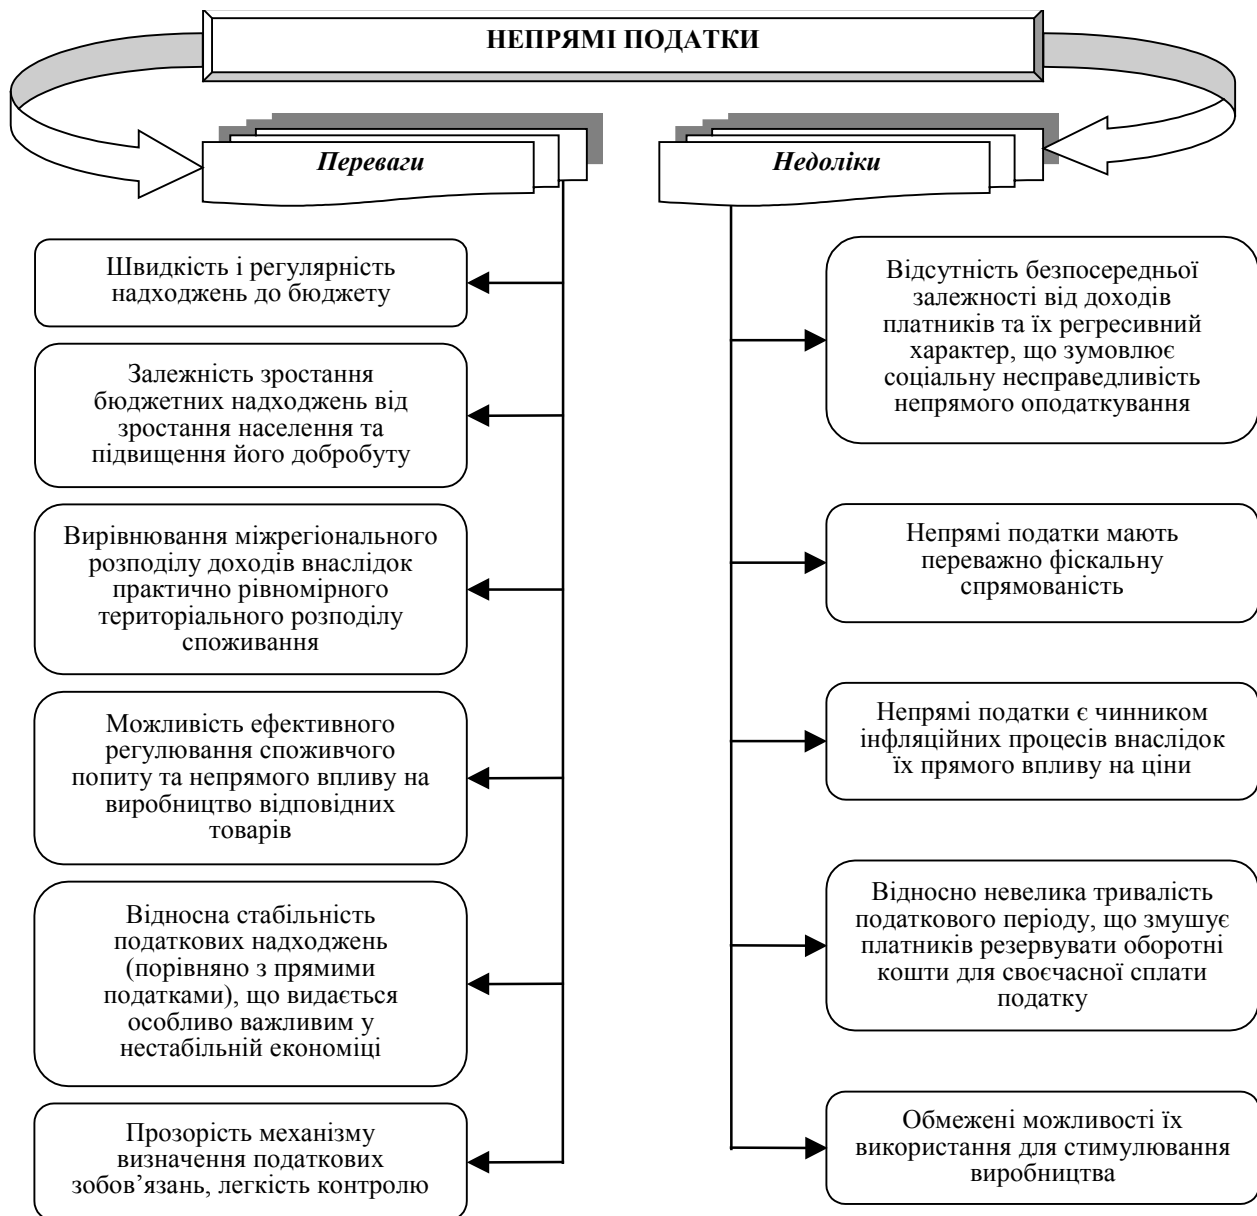 НЕПРЯМІ ПОДАТКИ
Переваги
Швидкість і регулярність
надходжень до бюджету
Залежність зростання
бюджетних надходжень від
зростання населення та
підвищення його добробуту
Вирівнювання міжрегіонального
розподілу доходів внаслідок
практично рівномірного
територіального розподілу
споживання
Можливість ефективного
регулювання споживчого
попиту та непрямого впливу на
виробництво відповідних
товарів
Відносна стабільність
податкових надходжень
(порівняно з прямими
податками), що видається
особливо важливим у
нестабільній економіці
Прозорість механізму
визначення податкових
зобов’язань, легкість контролю
Недоліки
Відсутність безпосередньої
залежності від доходів
платників та їх регресивний
характер, що зумовлює
соціальну несправедливість
непрямого оподаткування
Непрямі податки мають
переважно фіскальну
спрямованість
Непрямі податки є чинником
інфляційних процесів внаслідок
їх прямого впливу на ціни
Відносно невелика тривалість
податкового періоду, що змушує
платників резервувати оборотні
кошти для своєчасної сплати
податку
Обмежені можливості їх
використання для стимулювання
виробництва